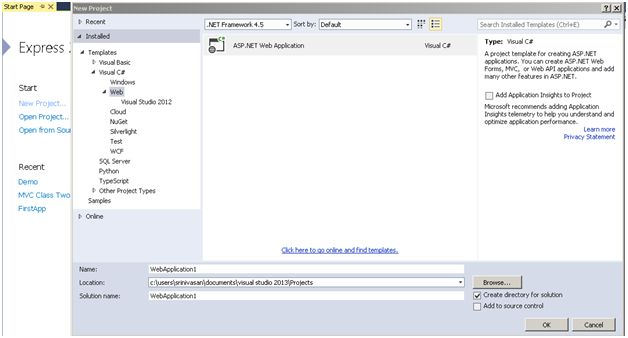 Start Page
Express
Start
New Project...
Open Project...
Open from Sour
Recent
Demo
MVC Class Two
FirstApp
New Project
? X
Recent
Installed
Templates
Visual Basic
Visual C#
Windows
Web
Visual Studio 2012
Cloud
NuGet
Silverlight
Test
WCF
SQL Server
Python
TypeScript
Other Project Types
Samples
Online
.NET Framework 4.5
Sort by: Default
ASP.NET Web Application Visual C#
Click here to go online and find templates.
Search Installed Templates (Ctrl+E)
Type: Visual C#
A project template for creating ASP.NET
applications. You can create ASP.NET Web
Forms, MVC, or Web API applications and add
many other features in ASP.NET.
Add Application Insights to Project
Microsoft recommends adding Application
Insights telemetry to help you understand and
optimize application performance.
Learn more
Privacy Statement
Name: WebApplication1
Location: c:\users\srinivasan\documents\visual studio 2013\Projects
Browse...
Solution name: WebApplication1
Create directory for solution
Add to source control
OK Cancel